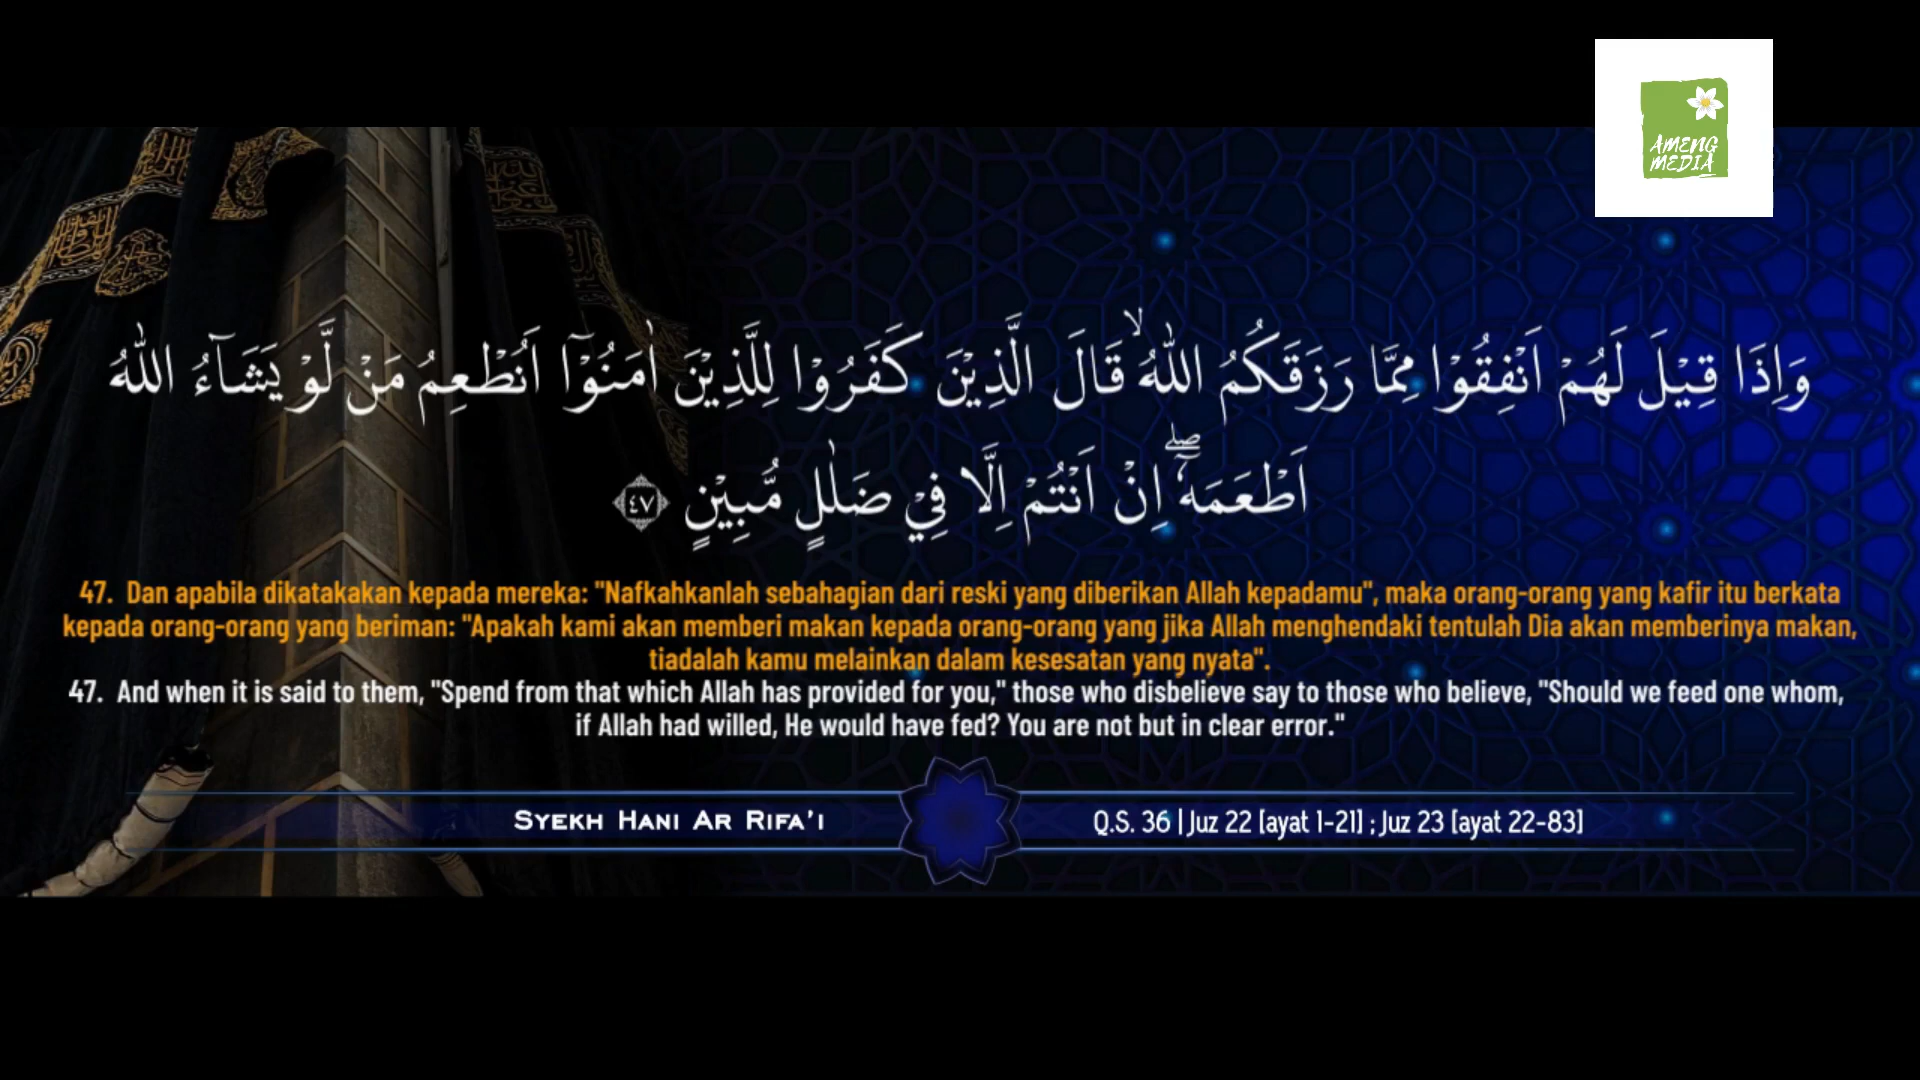 AMENG
MEDIA
وَاِذَا قِيْلَ لَهُمْ اَنْفِقُوْا مِمَّا رَزَقَكُمُ اللّٰهُ ۙ قَالَ الَّذِيْنَ كَفَرُوْا لِلَّذِيْنَ اٰمَنُوْٓا اَنُطْعِمُ مَنْ لَّوْ يَشَاۤءُ اللّٰهُ
اَطْعَمَهٗٓ ۖاِنْ اَنْتُمْ اِلَّا فِيْ ضَلٰلٍ مُّبِيْنٍ ٤٧
47. Dan apabila dikatakakan kepada mereka: "Nafkahkanlah sebahagian dari reski yang diberikan Allah kepadamu", maka orang-orang yang kafir itu berkata
kepada orang-orang yang beriman: "Apakah kami akan memberi makan kepada orang-orang yang jika Allah menghendaki tentulah Dia akan memberinya makan,
tiadalah kamu melainkan dalam kesesatan yang nyata".
47. And when it is said to them, "Spend from that which Allah has provided for you," those who disbelieve say to those who believe, "Should we feed one whom,
if Allah had willed, He would have fed? You are not but in clear error."
Syekh Hani Ar Rifa'i
Q.S. 36 | Juz 22 [ayat 1-21] ; Juz 23 [ayat 22-83]